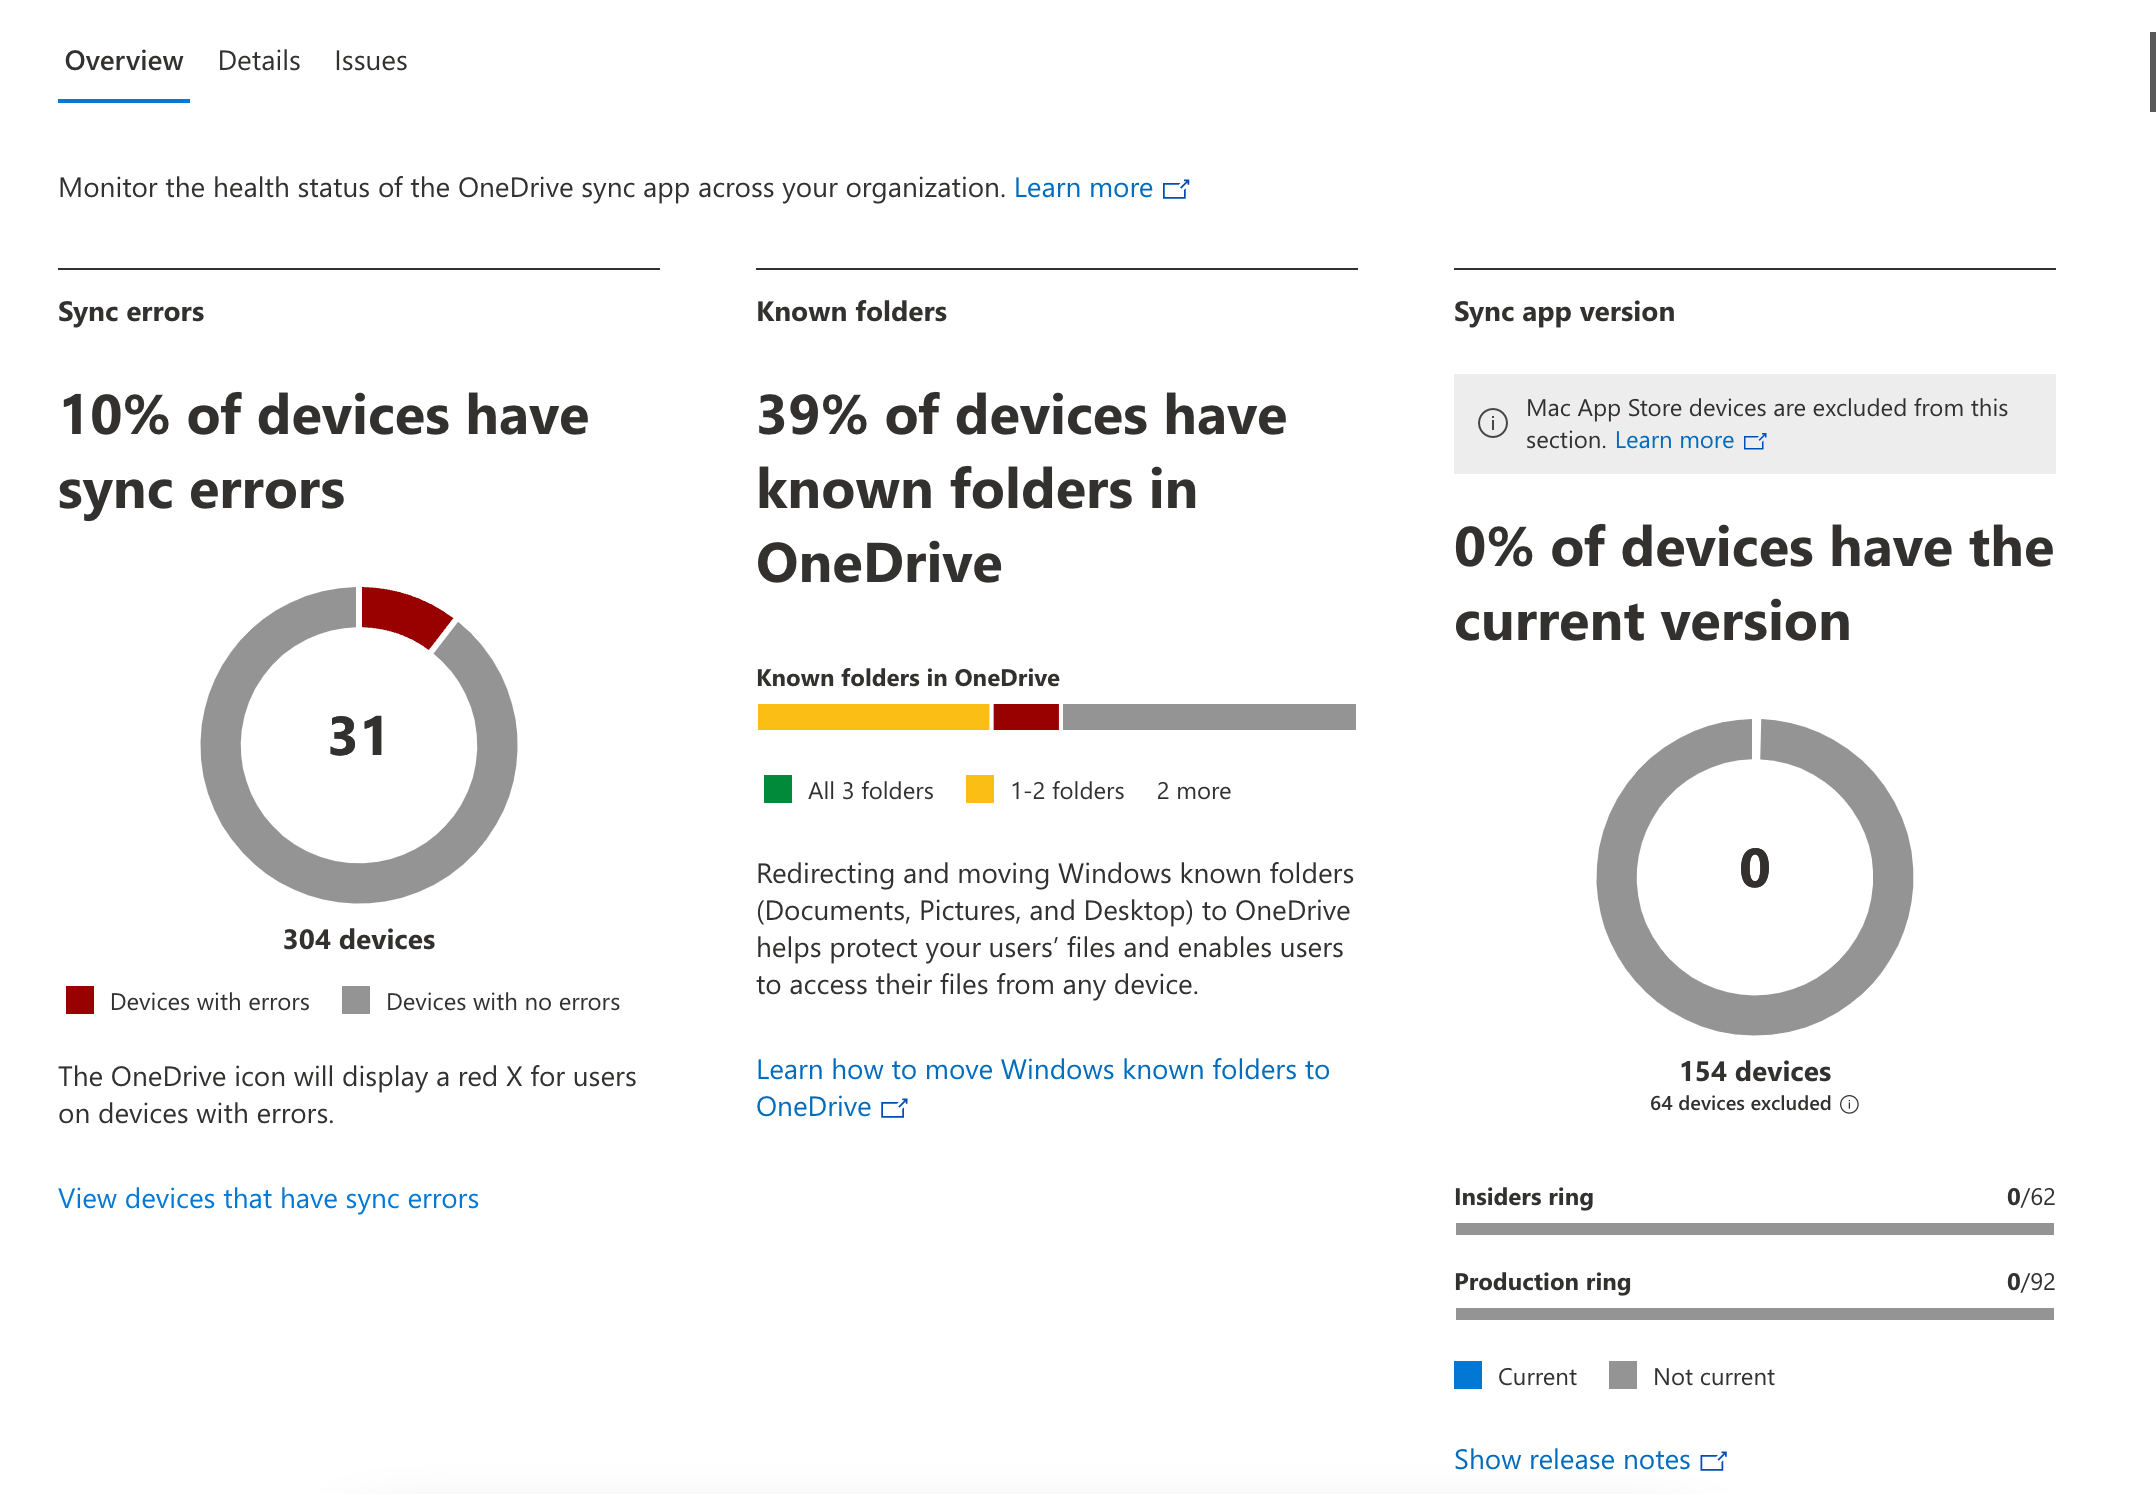 Overview Details Issues
Monitor the health status of the OneDrive sync app across your organization. Learn more
Sync errors
10% of devices have
sync errors
31
304 devices
Devices with errors Devices with no errors
The OneDrive icon will display a red X for users
on devices with errors.
View devices that have sync errors
Known folders
39% of devices have
known folders in
OneDrive
Known folders in OneDrive
All 3 folders 1-2 folders 2 more
Redirecting and moving Windows known folders
(Documents, Pictures, and Desktop) to OneDrive
helps protect your users’ files and enables users
to access their files from any device.
Learn how to move Windows known folders to
OneDrive
Sync app version
Mac App Store devices are excluded from this
section. Learn more
0% of devices have the
current version
0
154 devices
64 devices excluded
Insiders ring 0/62
Production ring 0/92
Current Not current
Show release notes